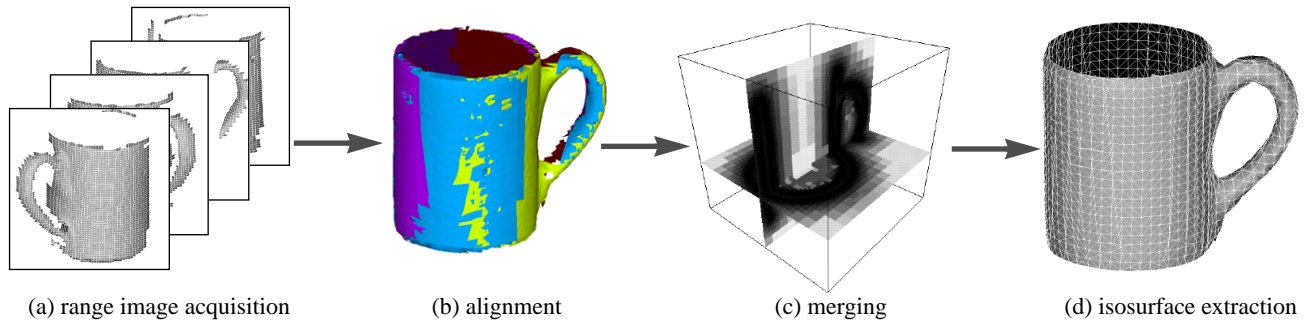 (a) range image acquisition
(b) alignment
(c) merging
(d) isosurface extraction